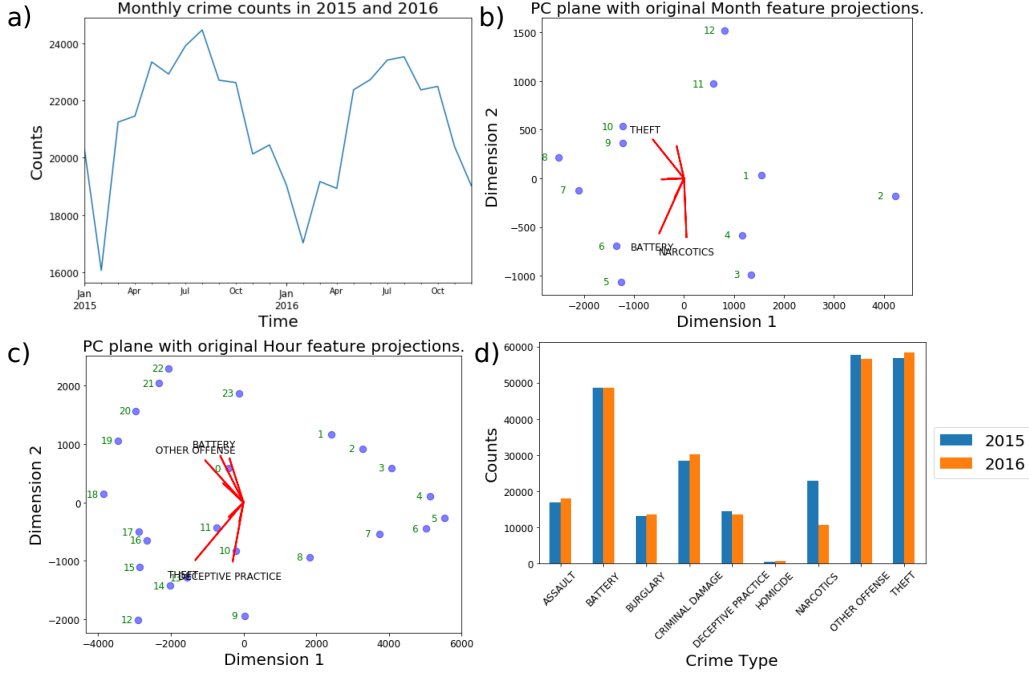 a)
Monthly crime counts in 2015 and 2016
24000
22000
20000
18000
16000
Counts
Jan
2015
Apr
Jul
Oct
Jan
2016
Apr
Jul
Oct
Time
b)
PC plane with original Month feature projections.
1500
1000
500
0
−500
−1000
Dimension 2
12
11
10
9
8
7
6
5
4
3
2
1
THEFT
BATTERY
NARCOTICS
−2000
0
2000
4000
Dimension 1
c)
PC plane with original Hour feature projections.
2000
1000
0
−1000
−2000
Dimension 2
22
21
23
20
19
18
17
16
15
14
12
11
10
9
8
7
6
5
4
3
2
1
0
BATTERY
OTHER OFFENSE
THEFT
DECEPTIVE PRACTICE
−4000
−2000
0
2000
4000
6000
Dimension 1
d)
60000
50000
40000
30000
20000
10000
0
Counts
ASSAULT
BATTERY
BURGLARY
CRIMINAL DAMAGE
DECEPTIVE PRACTICE
HOMICIDE
NARCOTICS
OTHER OFFENSE
THEFT
Crime Type
2015
2016